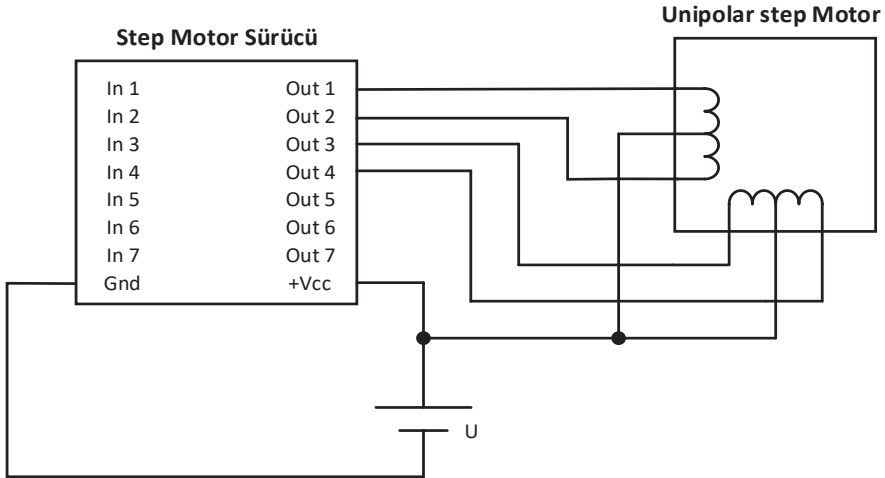 Unipolar step Motor
Step Motor Sürücü
In 1 Out 1
In 2 Out 2
In 3 Out 3
In 4 Out 4
In 5 Out 5
In 6 Out 6
In 7 Out 7
Gnd +Vcc
U